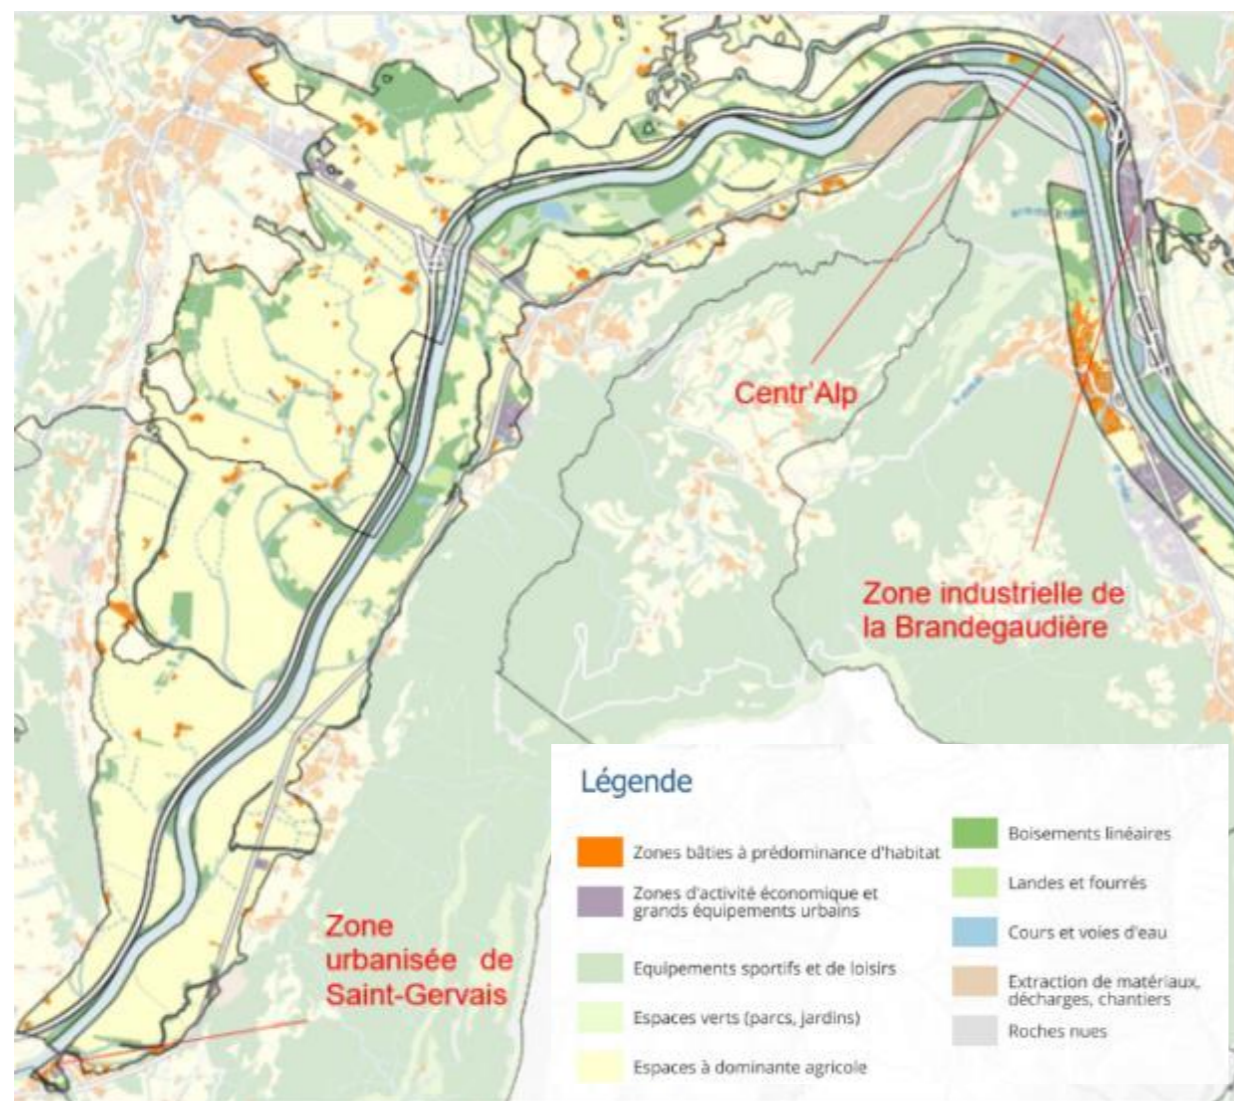 Centr'Alp
Zone industrielle de
la Brandegaudière
Zone
urbanisée de
Saint-Gervais
Légende
Zones bâties à prédominance d'habitat
Zones d'activité économique et
grands équipements urbains
Equipements sportifs et de loisirs
Espaces verts (parcs, jardins)
Espaces à dominante agricole
Boisements linéaires
Landes et fourrés
Cours et voies d'eau
Extraction de matériaux,
décharges, chantiers
Roches nues